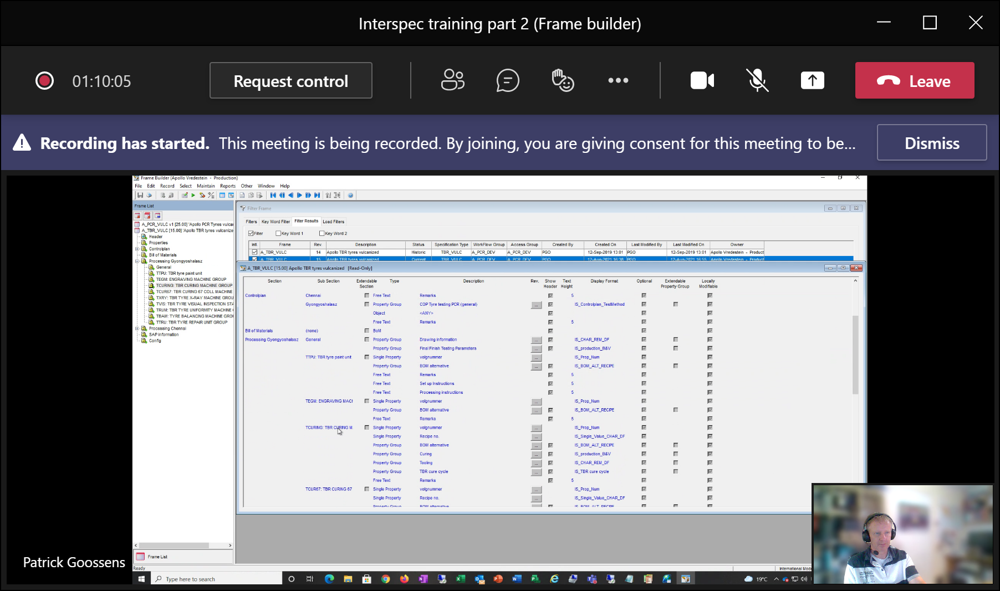 Interspec training part 2 (Frame builder)
01:10:05
Request control
Leave
Recording has started. This meeting is being recorded. By joining, you are giving consent for this meeting to be...
Dismiss
Frame Builder (Apollo Vredestein - Production)
File Edit Record Select Maintain Reports Other Window Help
Frame List
A_PCR_VULC v1 [25.00] 'Apollo PCR Tyres vulca
A_TBR_VULC [15.00] 'Apollo TBR tyres vulcanize
Header
Properties
Controlplan
Bill of Materials
Processing Gyongyoshalasz
General
TTPU: TBR tyre paint unit
TEGM: ENGRAVING MACHINE GROUP
TCURING: TBR CURING MACHINE GROUP
TCUR67: TBR CURING 67 COLL MACHINE
TXRY: TBR TYRE X-RAY MACHINE GROU
TVIS: TBR TYRE VISUAL INSPECTION STA
TRUM: TBR TYRE UNIFORMITY MACHINE G
TBAM: TYRE BALANCING MACHINE GRO
TTRU: TBR TYRE REPAIR UNIT GROUP
Processing Chennai
SAP information
Config
Filter Frame
Filters Key Word Filter Filter Results Load Filters
Filter Key Word 1 Key Word 2
Intl. Frame Rev. Description Status Specification Type WorkFlow Group Access Group Created By Created On Last Modified By Last Modified On Owner
A_TBR_VULC 14 Apollo TBR tyres vulcanized Historic TBR_VULC A_PCR_DEV A_PCR_DEV PGO 12-Sep-2019 13:01 PGO 12-Sep-2019 13:01 Apollo Vredestein - Product
A_TBR_VULC 15 Apollo TBR tyres vulcanized Current TBR_VULC A_PCR_DEV A_PCR_DEV PGO 12-Aug-2021 16:38 PGO 12-Aug-2021 16:55 Apollo Vredestein - Product
A_TBR_VULC [15.00] Apollo TBR tyres vulcanized [Read-Only]
Section Sub Section Extendable Section Type Description Rev. Show Header Text Height Display Format Optional Extendable Property Group Locally Modifiable
Controlplan Chennai Free Text Remarks 5
Gyongyoshalasz Property Group COP Tyre testing PCR (general) ... IS_Controlplan_TestMethod
Object <ANY>
Free Text Remarks 5
Bill of Materials (none) BoM
Processing Gyongyoshalasz General Property Group Drawing information ... IS_CHAR_REM_DF
Property Group Final Finish Testing Parameters ... IS_production_B&V
TTPU: TBR tyre paint unit Single Property volgnummer ... IS_Prop_Num
Property Group BOM alternative ... IS_BOM_ALT_RECIPE
Free Text Remarks 5
Free Text Set up Instructions 5
Free Text Processing instructions 5
TEGM: ENGRAVING MACH Single Property volgnummer ... IS_Prop_Num
Property Group BOM alternative ... IS_BOM_ALT_RECIPE
Free Text Remarks 5
TCURING: TBR CURING M Single Property volgnummer ... IS_Prop_Num
Single Property Recipe no. ... IS_Single_Value_CHAR_DF
Property Group BOM alternative ... IS_BOM_ALT_RECIPE
Property Group Curing ... IS_production_B&V
Property Group Tooling ... IS_CHAR_REM_DF
Property Group TBR cure cycle ... IS_TBR cure cycle
Free Text Remarks 5
TCUR67: TBR CURING 67 Single Property volgnummer ... IS_Prop_Num
Single Property Recipe no. ... IS_Single_Value_CHAR_DF
Property Group BOM alternative ... IS_BOM_ALT_RECIPE
Frame List
Patrick Goossens
Ready
International Mode
Type here to search
19°C